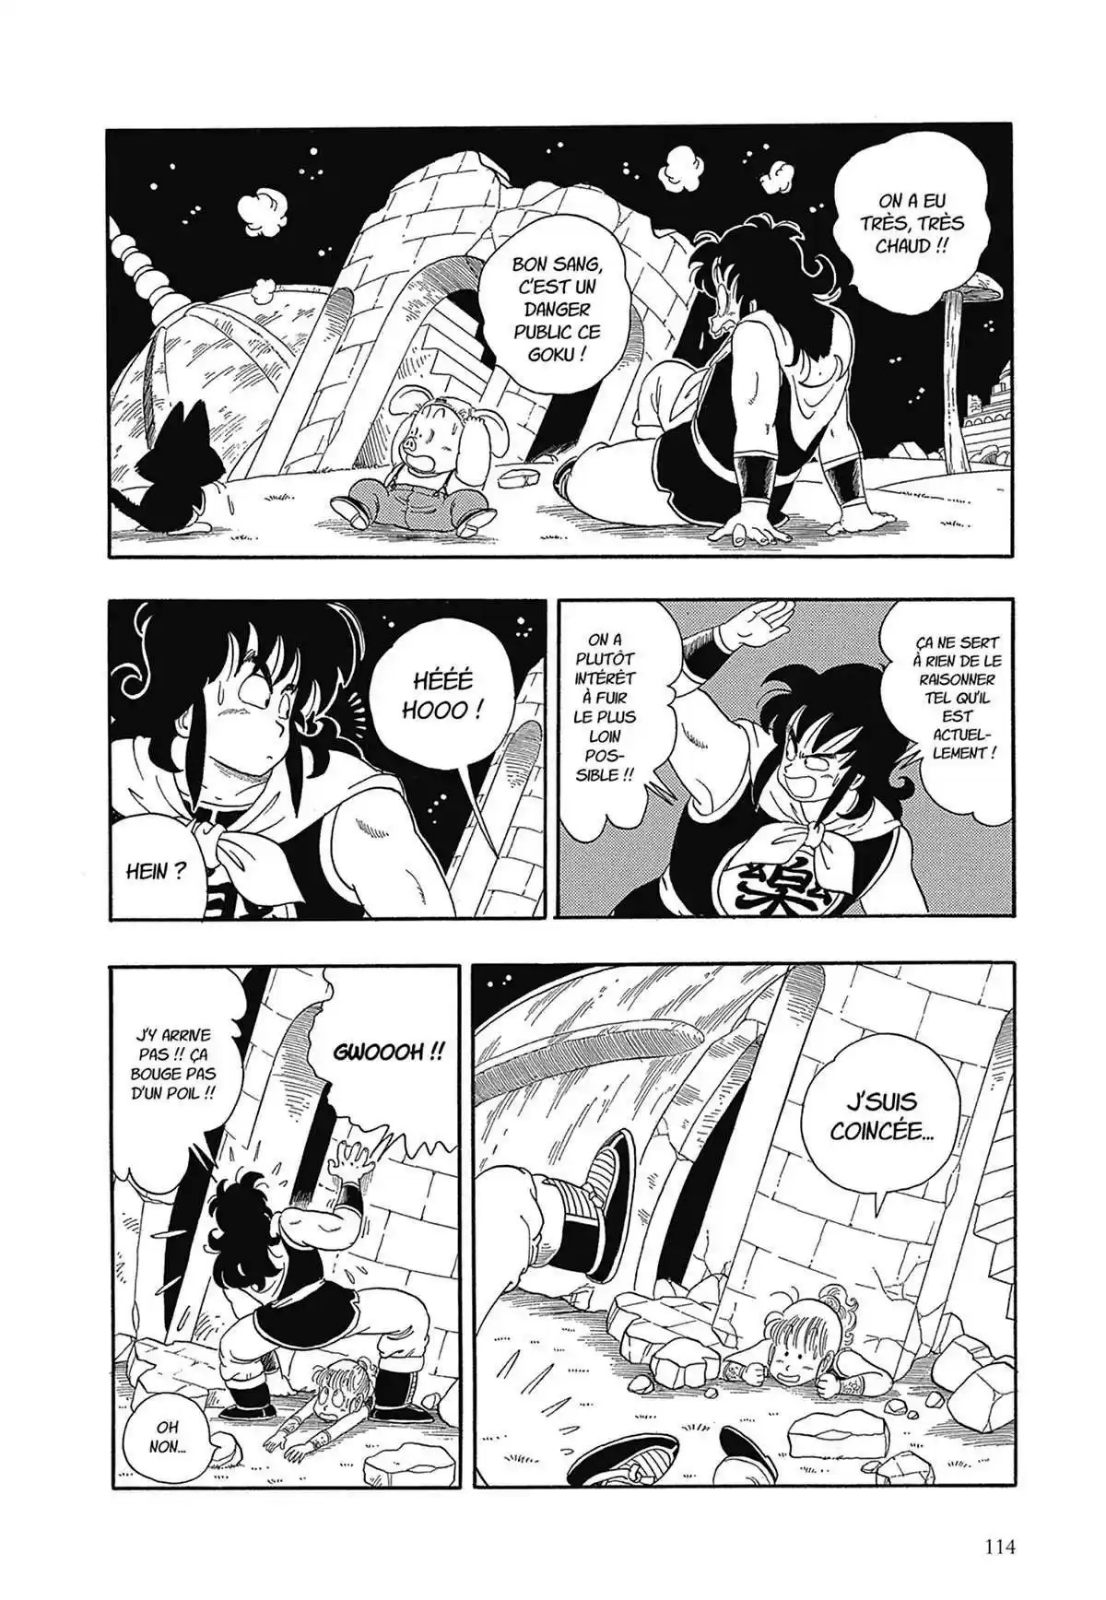 ON A EU
TRÈS, TRÈS
CHAUD !!
BON SANG,
C'EST UN
DANGER
PUBLIC CE
GOKU !
ÇA NE SERT
À RIEN DE LE
RAISONNER
TEL QU'IL
EST
ACTUEL-
LEMENT !
ON A
PLUTÔT
INTÉRÊT
À FUIR
LE PLUS
LOIN
POS-
SIBLE !!
楽
HÉÉÉ
HOOO !
HEIN ?
J'SUIS
COINCÉE...
GWOOOH !!
J'Y ARRIVE
PAS !! ÇA
BOUGE PAS
D'UN POIL !!
OH
NON...
114